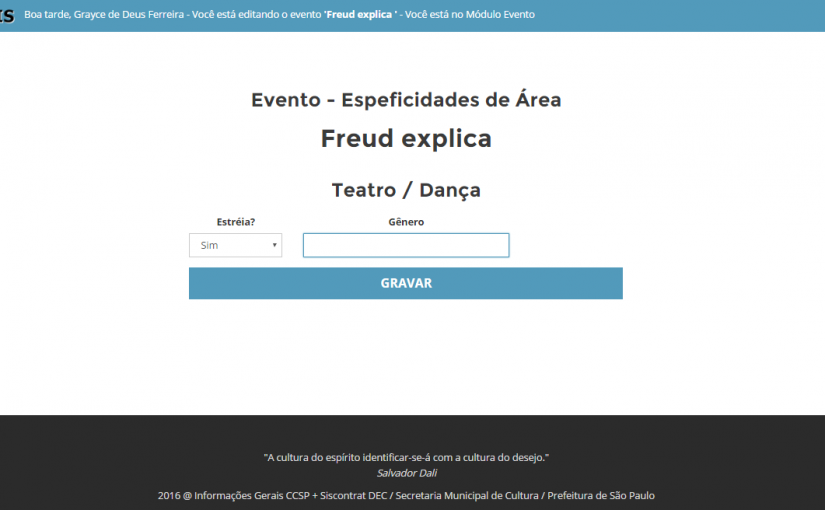 IS Boa tarde, Grayce de Deus Ferreira - Você está editando o evento 'Freud explica ' - Você está no Módulo Evento
Evento - Espeficidades de Área
Freud explica
Teatro / Dança
Estréia? Gênero
Sim
GRAVAR
"A cultura do espírito identificar-se-á com a cultura do desejo."
Salvador Dali
2016 @ Informações Gerais CCSP + Siscontrat DEC / Secretaria Municipal de Cultura / Prefeitura de São Paulo